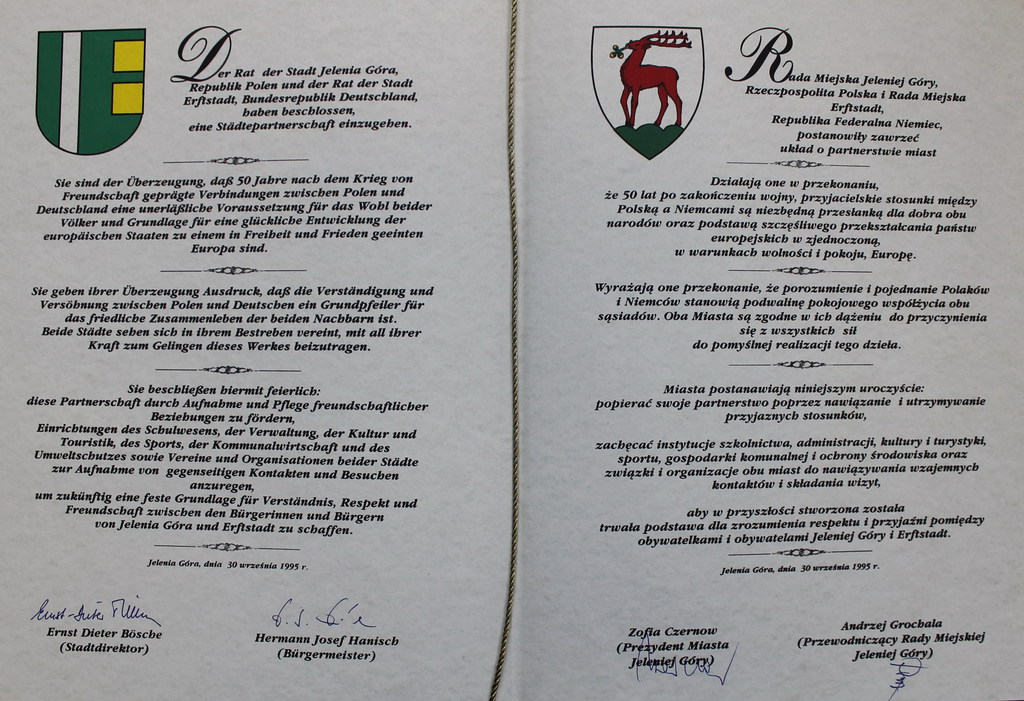 Der Rat der Stadt Jelenia Góra,
Republik Polen und der Rat der Stadt
Erftstadt, Bundesrepublik Deutschland,
haben beschlossen,
eine Städtepartnerschaft einzugehen.
Sie sind der Überzeugung, daß 50 Jahre nach dem Krieg von
Freundschaft geprägte Verbindungen zwischen Polen und
Deutschland eine unerläßliche Voraussetzung für das Wohl beider
Völker und Grundlage für eine glückliche Entwicklung der
europäischen Staaten zu einem in Freiheit und Frieden geeinten
Europa sind.
Sie geben ihrer Überzeugung Ausdruck, daß die Verständigung und
Versöhnung zwischen Polen und Deutschen ein Grundpfeiler für
das friedliche Zusammenleben der beiden Nachbarn ist.
Beide Städte sehen sich in ihrem Bestreben vereint, mit all ihrer
Kraft zum Gelingen dieses Werkes beizutragen.
Sie beschließen hiermit feierlich:
diese Partnerschaft durch Aufnahme und Pflege freundschaftlicher
Beziehungen zu fördern,
Einrichtungen des Schulwesens, der Verwaltung, der Kultur und
Touristik, des Sports, der Kommunalwirtschaft und des
Umweltschutzes sowie Vereine und Organisationen beider Städte
zur Aufnahme von gegenseitigen Kontakten und Besuchen
anzuregen,
um zukünftig eine feste Grundlage für Verständnis, Respekt und
Freundschaft zwischen den Bürgerinnen und Bürgern
von Jelenia Góra und Erftstadt zu schaffen.
Jelenia Góra, dnia 30 września 1995 r.
Ernst Dieter Bösche
(Stadtdirektor)
Hermann Josef Hanisch
(Bürgermeister)
Rada Miejska Jeleniej Góry,
Rzeczpospolita Polska i Rada Miejska
Erftstadt,
Republika Federalna Niemiec,
postanowiły zawrzeć
układ o partnerstwie miast
Działają one w przekonaniu,
że 50 lat po zakończeniu wojny, przyjacielskie stosunki między
Polską a Niemcami są niezbędną przesłanką dla dobra obu
narodów oraz podstawą szczęśliwego przekształcania państw
europejskich w zjednoczoną,
w warunkach wolności i pokoju, Europę.
Wyrażają one przekonanie, że porozumienie i pojednanie Polaków
i Niemców stanowią podwalinę pokojowego współżycia obu
sąsiadów. Oba Miasta są zgodne w ich dążeniu do przyczynienia
się z wszystkich sił
do pomyślnej realizacji tego dzieła.
Miasta postanawiają niniejszym uroczyście:
popierać swoje partnerstwo poprzez nawiązanie i utrzymywanie
przyjaznych stosunków,
zachęcać instytucje szkolnictwa, administracji, kultury i turystyki,
sportu, gospodarki komunalnej i ochrony środowiska oraz
związki i organizacje obu miast do nawiązywania wzajemnych
kontaktów i składania wizyt,
aby w przyszłości stworzona została
trwała podstawa dla zrozumienia respektu i przyjaźni pomiędzy
obywatelkami i obywatelami Jeleniej Góry i Erftstadt.
Jelenia Góra, dnia 30 września 1995 r.
Zofia Czernow
(Prezydent Miasta
Jeleniej Góry)
Andrzej Grochala
(Przewodniczący Rady Miejskiej
Jeleniej Góry)